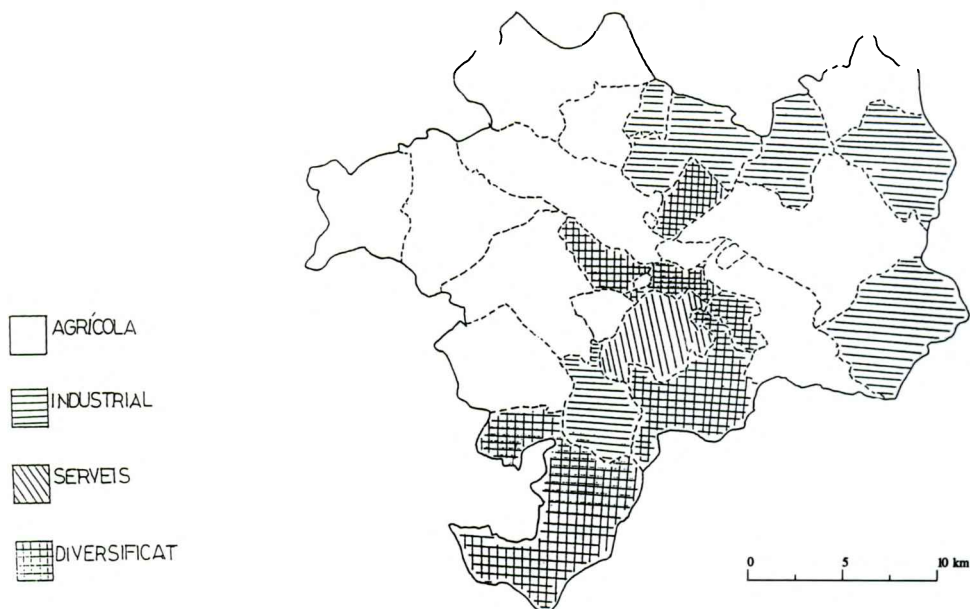 AGRÍCOLA
INDUSTRIAL
SERVEIS
DIVERSIFICAT
0 5 10 km